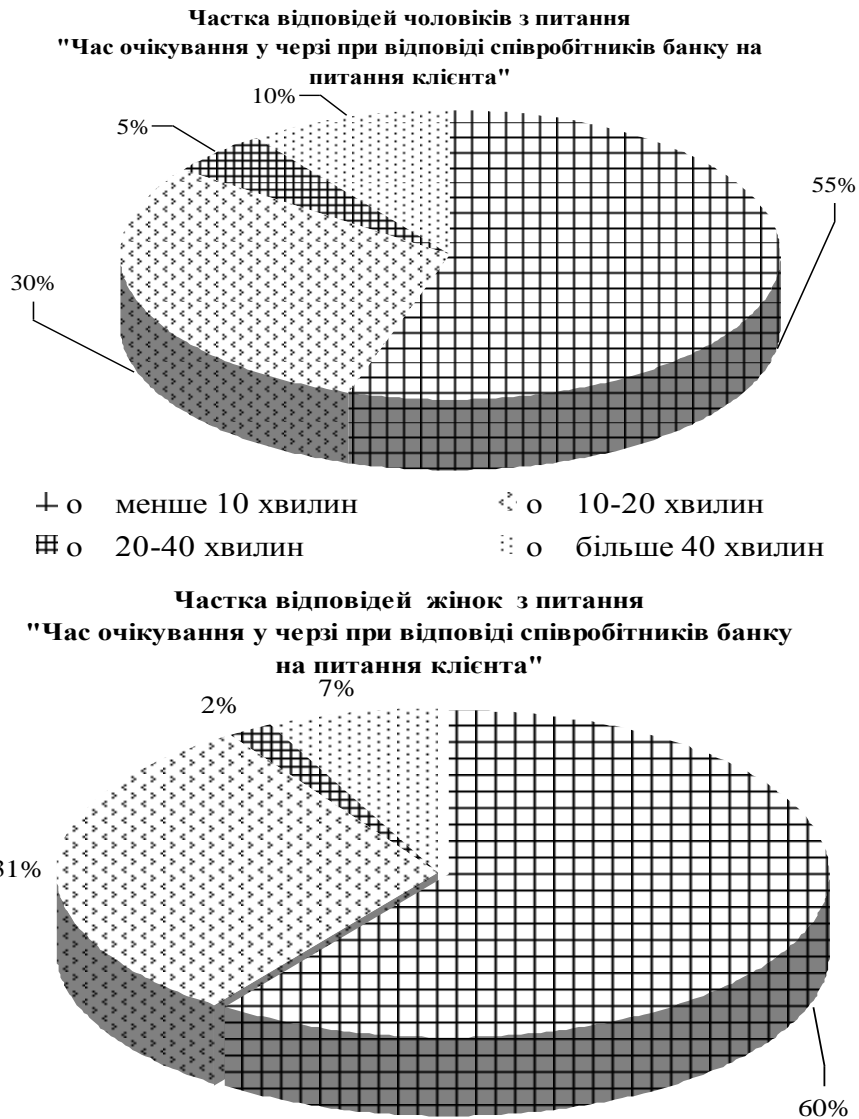 Частка відповідей чоловіків з питання
"Час очікування у черзі при відповіді співробітників банку на
питання клієнта"
10%
5%
55%
30%
о менше 10 хвилин о 10-20 хвилин
о 20-40 хвилин о більше 40 хвилин
Частка відповідей жінок з питання
"Час очікування у черзі при відповіді співробітників банку
на питання клієнта"
7%
2%
31%
60%